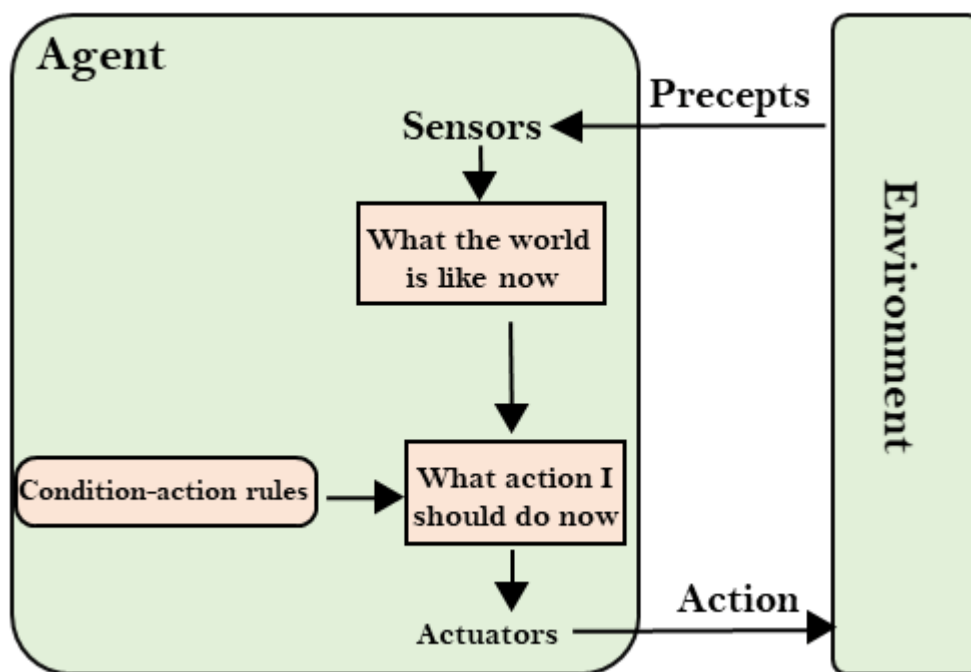 Agent
Precepts
Sensors
What the world
is like now
Environment
Condition-action rules
What action I
should do now
Action
Actuators